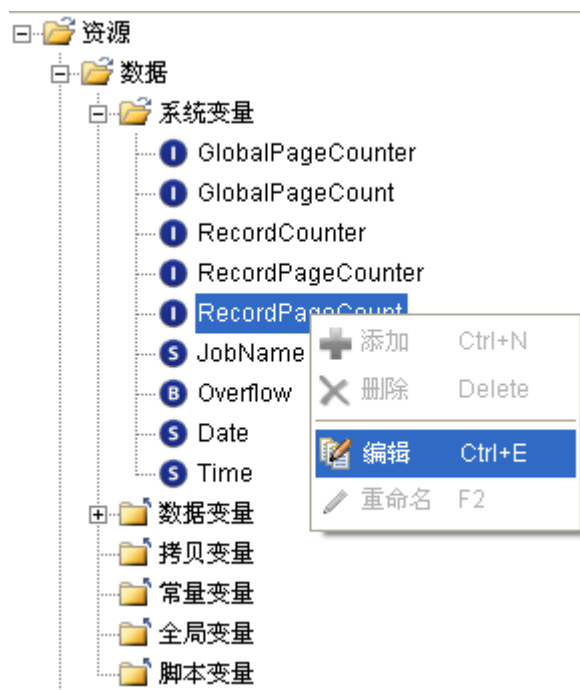 资源
数据
系统变量
I GlobalPageCounter
I GlobalPageCount
I RecordCounter
I RecordPageCounter
I RecordPageCount
添加 Ctrl+N
S JobName
删除 Delete
B Overflow
S Date
编辑 Ctrl+E
S Time
重命名 F2
数据变量
拷贝变量
常量变量
全局变量
脚本变量